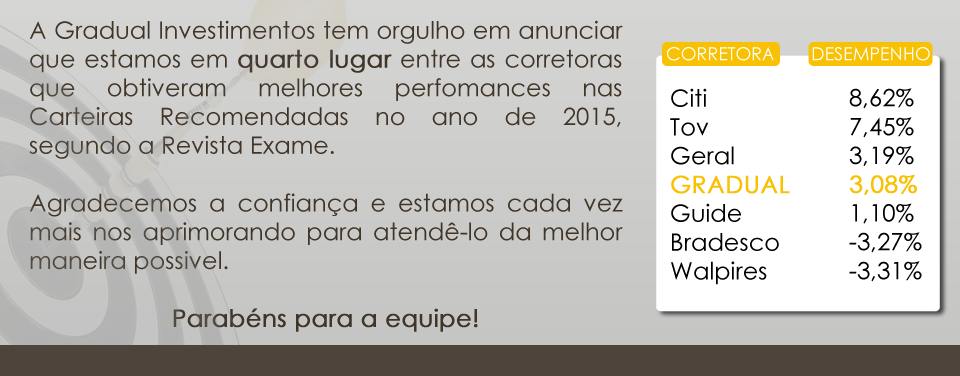 A Gradual Investimentos tem orgulho em anunciar
que estamos em quarto lugar entre as corretoras
que obtiveram melhores perfomances nas
Carteiras Recomendadas no ano de 2015,
segundo a Revista Exame.
Agradecemos a confiança e estamos cada vez
mais nos aprimorando para atendê-lo da melhor
maneira possivel.
Parabéns para a equipe!
CORRETORA DESEMPENHO
Citi 8,62%
Tov 7,45%
Geral 3,19%
GRADUAL 3,08%
Guide 1,10%
Bradesco -3,27%
Walpires -3,31%